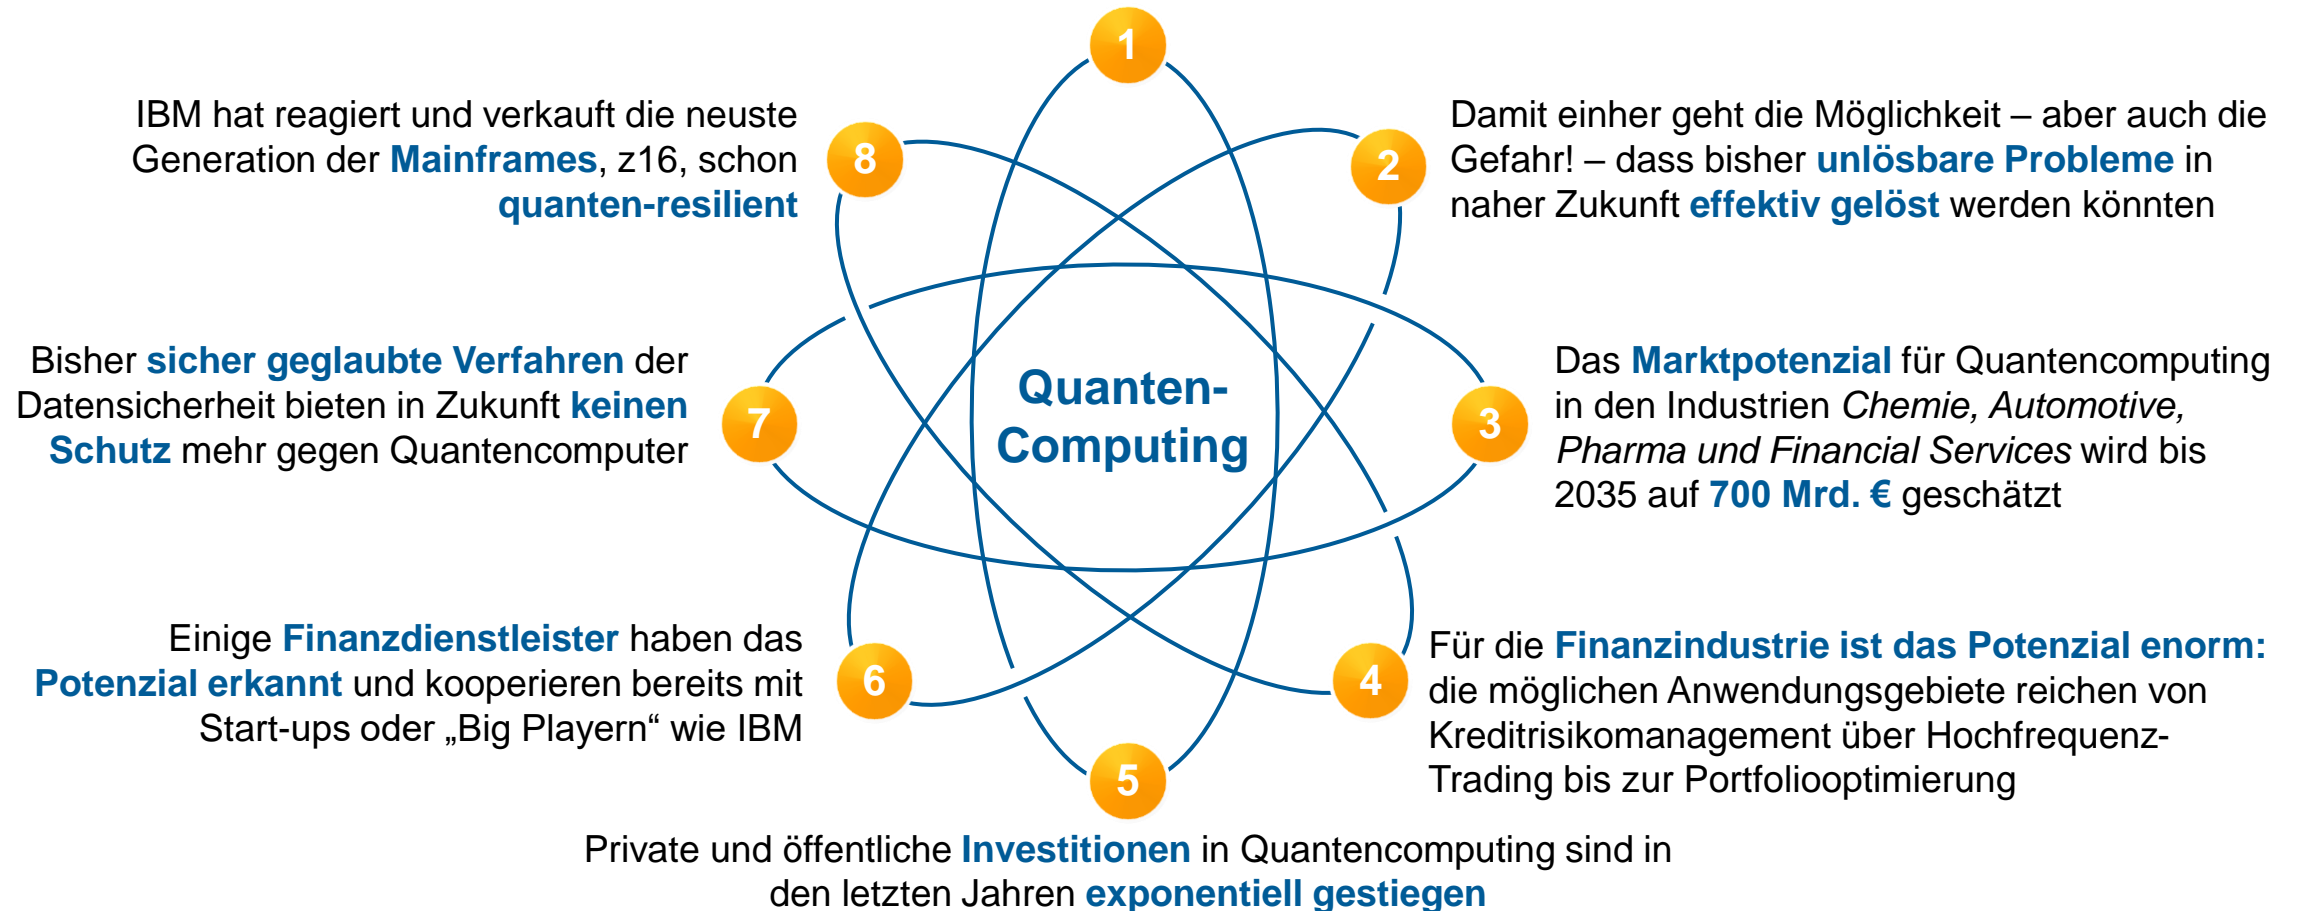 1
2
Damit einher geht die Möglichkeit – aber auch die
Gefahr! – dass bisher unlösbare Probleme in
naher Zukunft effektiv gelöst werden könnten
3
Das Marktpotenzial für Quantencomputing
in den Industrien Chemie, Automotive,
Pharma und Financial Services wird bis
2035 auf 700 Mrd. € geschätzt
4
Für die Finanzindustrie ist das Potenzial enorm:
die möglichen Anwendungsgebiete reichen von
Kreditrisikomanagement über Hochfrequenz-
Trading bis zur Portfoliooptimierung
5
Private und öffentliche Investitionen in Quantencomputing sind in
den letzten Jahren exponentiell gestiegen
6
Einige Finanzdienstleister haben das
Potenzial erkannt und kooperieren bereits mit
Start-ups oder „Big Playern“ wie IBM
7
Bisher sicher geglaubte Verfahren der
Datensicherheit bieten in Zukunft keinen
Schutz mehr gegen Quantencomputer
8
IBM hat reagiert und verkauft die neuste
Generation der Mainframes, z16, schon
quanten-resilient
Quanten-
Computing